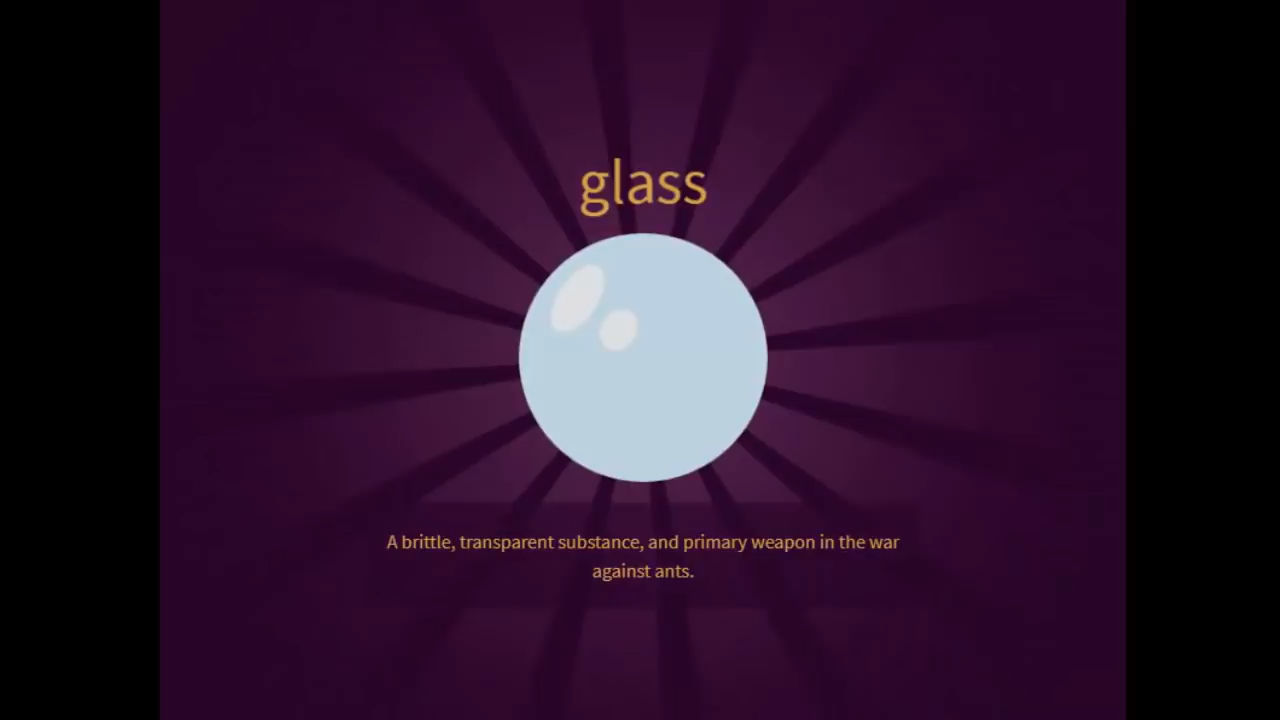 glass
A brittle, transparent substance, and primary weapon in the war
against ants.